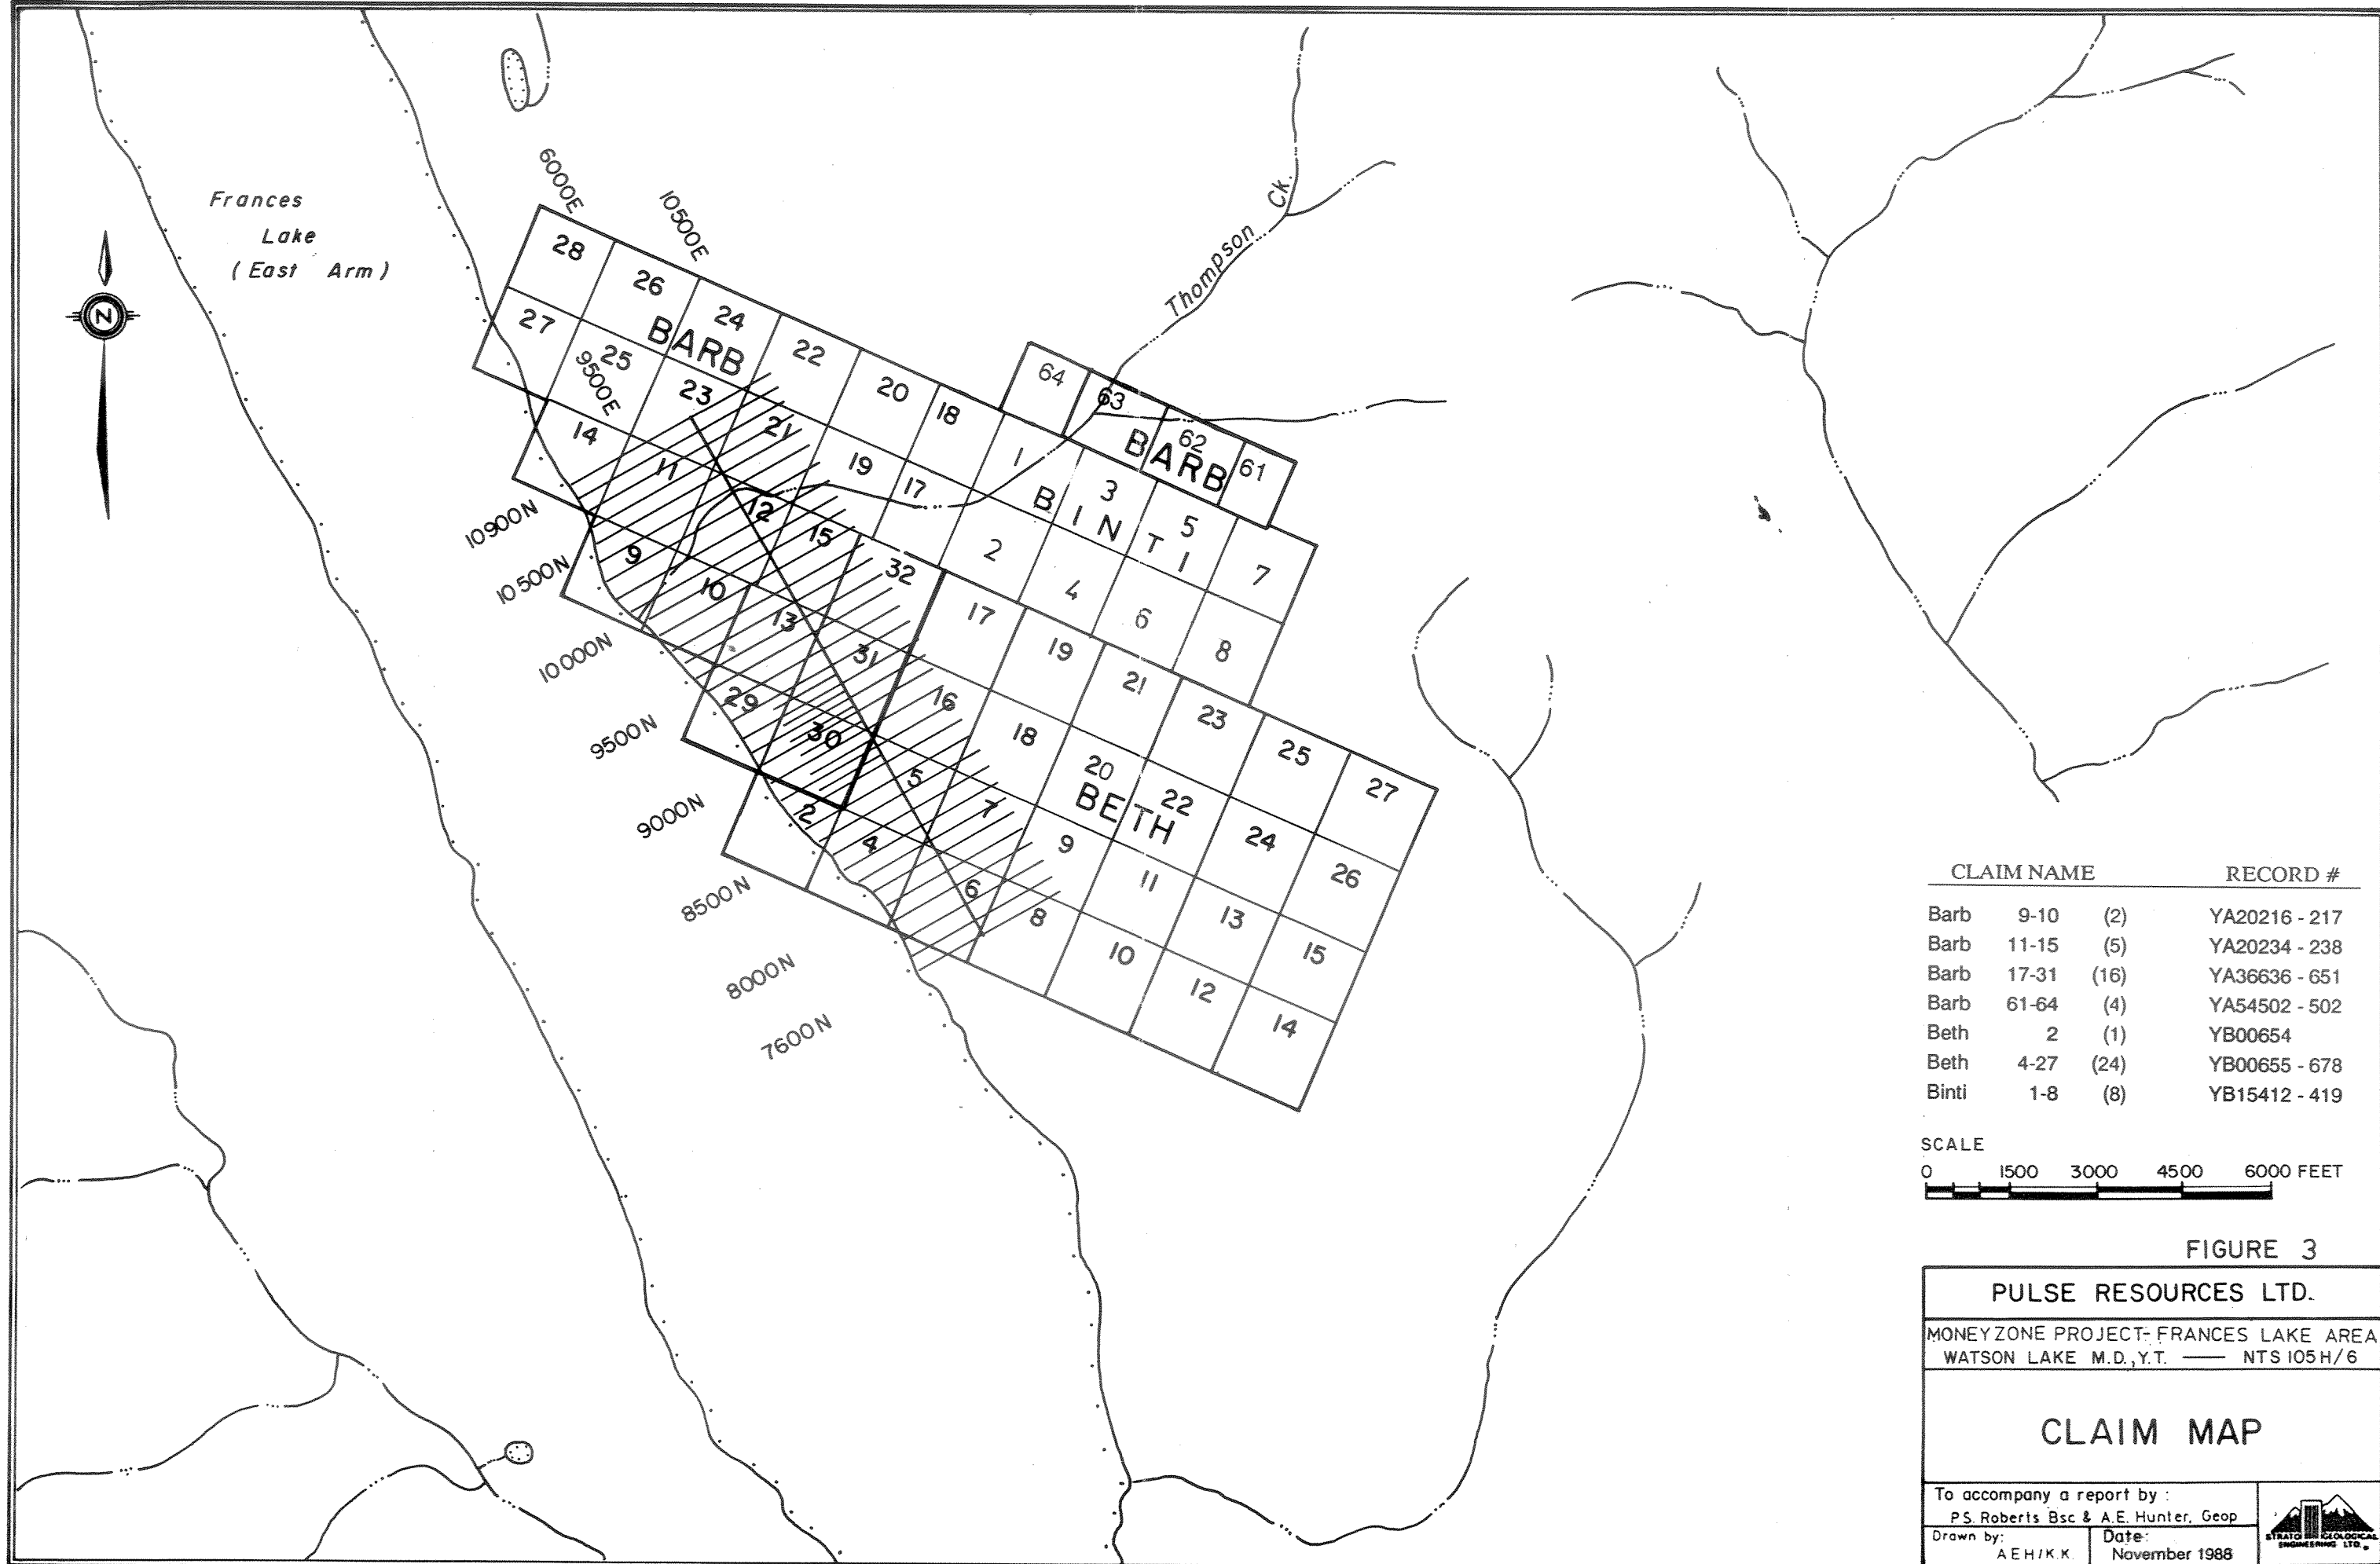 Frances
Lake
(East Arm)
N
6000E
10500E
9500E
Thompson Ck.
28
26
24
22
20
18
27
25
23
21
19
17
BARB
64
63
62
61
BARB
1
3
5
7
BINTI
2
4
6
8
14
11
12
15
32
9
10
13
31
29
30
17
19
21
23
25
27
16
18
20
22
24
26
BETH
5
7
9
11
13
15
2
4
6
8
10
12
14
10900N
10500N
10000N
9500N
9000N
8500N
8000N
7600N
CLAIM NAME RECORD #
Barb 9-10 (2) YA20216 - 217
Barb 11-15 (5) YA20234 - 238
Barb 17-31 (16) YA36636 - 651
Barb 61-64 (4) YA54502 - 502
Beth 2 (1) YB00654
Beth 4-27 (24) YB00655 - 678
Binti 1-8 (8) YB15412 - 419
SCALE
0 1500 3000 4500 6000 FEET
FIGURE 3
PULSE RESOURCES LTD.
MONEYZONE PROJECT- FRANCES LAKE AREA
WATSON LAKE M.D.,Y.T. —— NTS 105H/6
CLAIM MAP
To accompany a report by :
P.S. Roberts Bsc & A.E. Hunter, Geop
Drawn by:
AEH/K.K.
Date:
November 1988
STRATO GEOLOGICAL
ENGINEERING LTD.